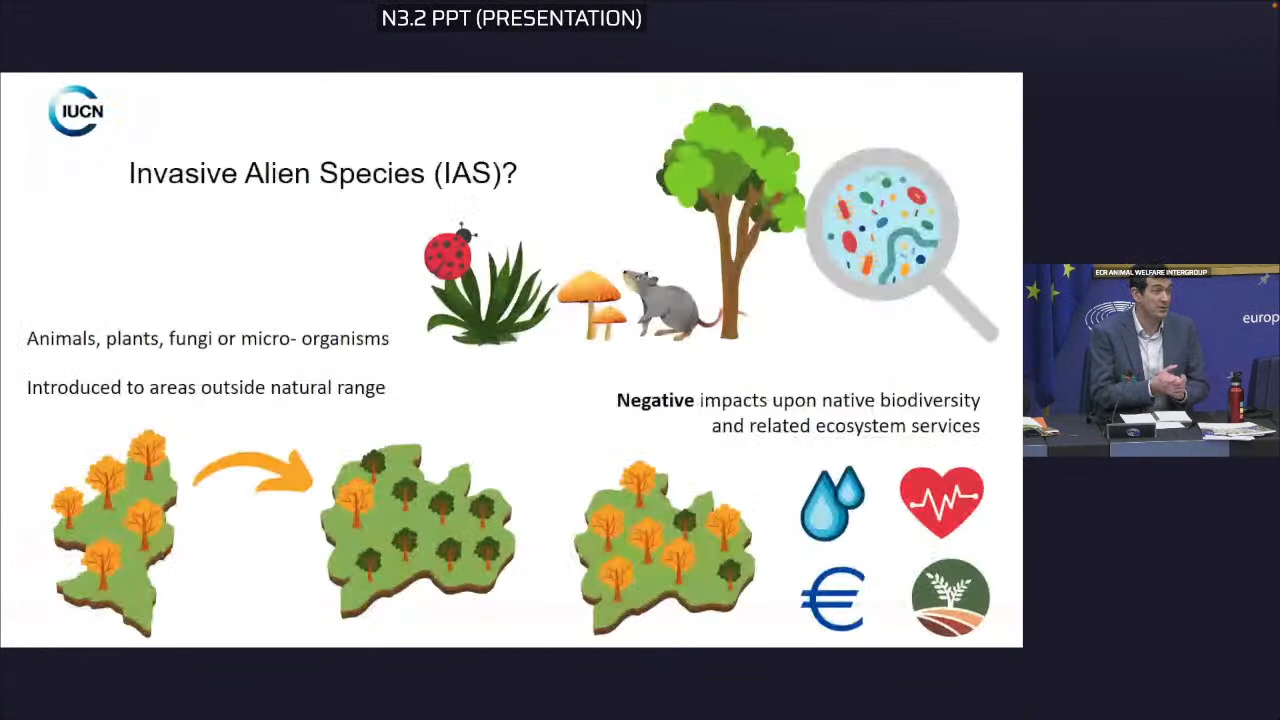 N3.2 PPT (PRESENTATION)
IUCN
Invasive Alien Species (IAS)?
Animals, plants, fungi or micro- organisms
Introduced to areas outside natural range
Negative impacts upon native biodiversity
and related ecosystem services
ECR ANIMAL WELFARE INTERGROUP
europ